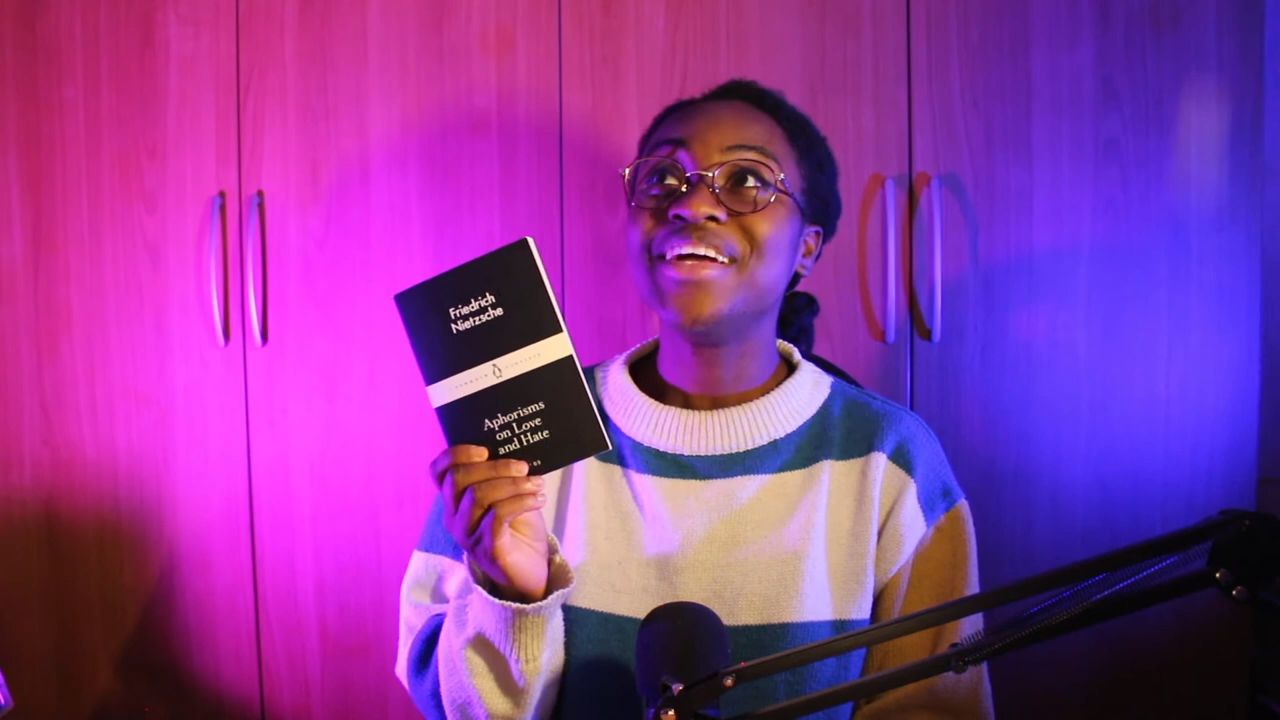 Friedrich
Nietzsche
Aphorisms
on Love
and Hate